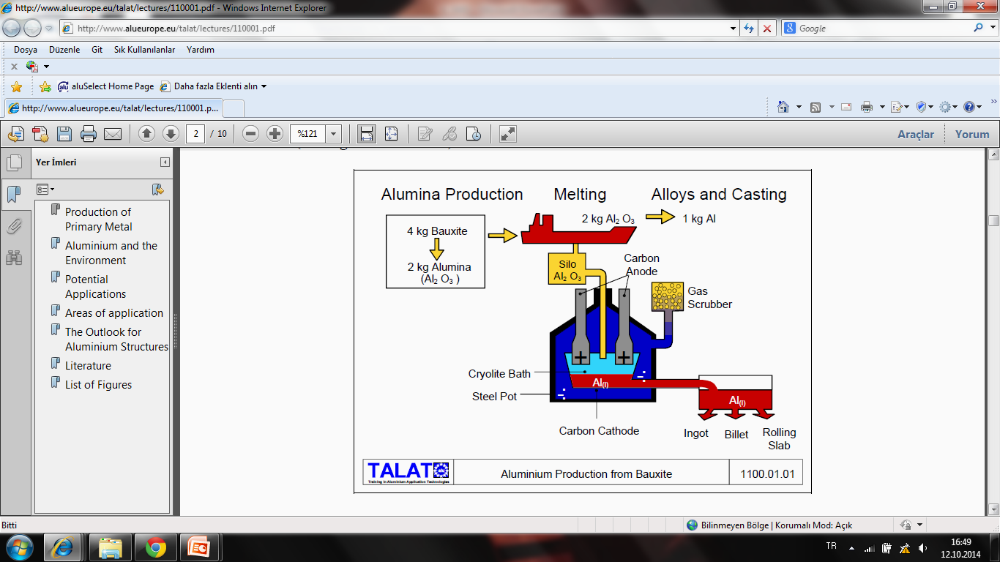 http://www.alueurope.eu/talat/lectures/110001.pdf - Windows Internet Explorer
http://www.alueurope.eu/talat/lectures/110001.pdf
Google
Dosya Düzenle Git Sık Kullanılanlar Yardım
aluSelect Home Page Daha fazla Eklenti alın
http://www.alueurope.eu/talat/lectures/110001.p...
2 / 10 %121 Araçlar Yorum
Yer İmleri
Production of
Primary Metal
Aluminium and the
Environment
Potential
Applications
Areas of application
The Outlook for
Aluminium Structures
Literature
List of Figures
Alumina Production Melting Alloys and Casting
4 kg Bauxite
2 kg Alumina
(Al2 O3 )
2 kg Al2 O3 1 kg Al
Silo
Al2 O3
Carbon
Anode
Gas
Scrubber
+ +
Cryolite Bath
Al(l)
Steel Pot
Carbon Cathode
Al(l)
Ingot Billet Rolling
Slab
TALAT
Training in Aluminium Application Technologies
Aluminium Production from Bauxite
1100.01.01
Bitti
Bilinmeyen Bölge | Korumalı Mod: Açık
TR
16:49
12.10.2014